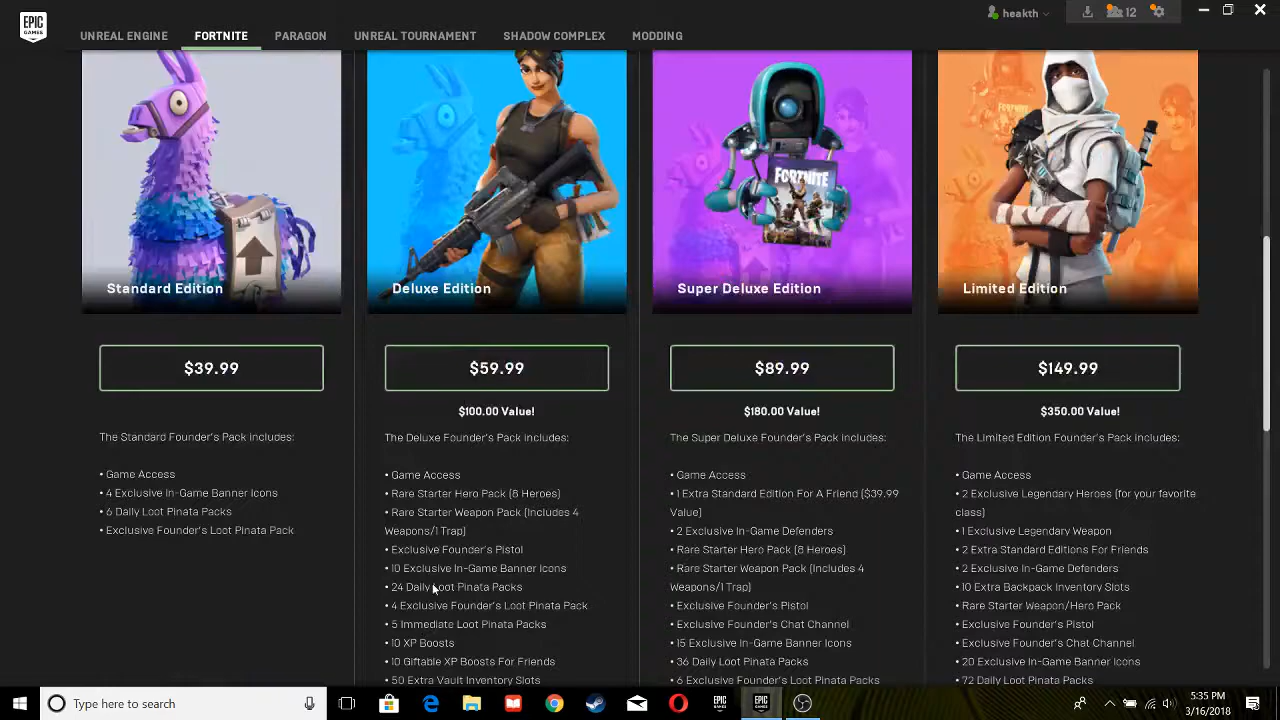 EPIC GAMES
heakth
12
UNREAL ENGINE FORTNITE PARAGON UNREAL TOURNAMENT SHADOW COMPLEX MODDING
FORTNITE
Standard Edition
Deluxe Edition
Super Deluxe Edition
Limited Edition
$39.99
$59.99
$89.99
$149.99
$100.00 Value!
$180.00 Value!
$350.00 Value!
The Standard Founder's Pack includes:
• Game Access
• 4 Exclusive In-Game Banner Icons
• 6 Daily Loot Pinata Packs
• Exclusive Founder's Loot Pinata Pack
The Deluxe Founder's Pack includes:
• Game Access
• Rare Starter Hero Pack (8 Heroes)
• Rare Starter Weapon Pack (Includes 4
Weapons/1 Trap)
• Exclusive Founder's Pistol
• 10 Exclusive In-Game Banner Icons
• 24 Daily Loot Pinata Packs
• 4 Exclusive Founder's Loot Pinata Pack
• 5 Immediate Loot Pinata Packs
• 10 XP Boosts
• 10 Giftable XP Boosts For Friends
• 50 Extra Vault Inventory Slots
The Super Deluxe Founder's Pack includes:
• Game Access
• 1 Extra Standard Edition For A Friend ($39.99
Value)
• 2 Exclusive In-Game Defenders
• Rare Starter Hero Pack (8 Heroes)
• Rare Starter Weapon Pack (Includes 4
Weapons/1 Trap)
• Exclusive Founder's Pistol
• Exclusive Founder's Chat Channel
• 15 Exclusive In-Game Banner Icons
• 36 Daily Loot Pinata Packs
• 6 Exclusive Founder's Loot Pinata Packs
The Limited Edition Founder's Pack includes:
• Game Access
• 2 Exclusive Legendary Heroes (for your favorite
class)
• 1 Exclusive Legendary Weapon
• 2 Extra Standard Editions For Friends
• 2 Exclusive In-Game Defenders
• 10 Extra Backpack Inventory Slots
• Rare Starter Weapon/Hero Pack
• Exclusive Founder's Pistol
• Exclusive Founder's Chat Channel
• 20 Exclusive In-Game Banner Icons
• 72 Daily Loot Pinata Packs
Type here to search
5:35 PM
3/16/2018